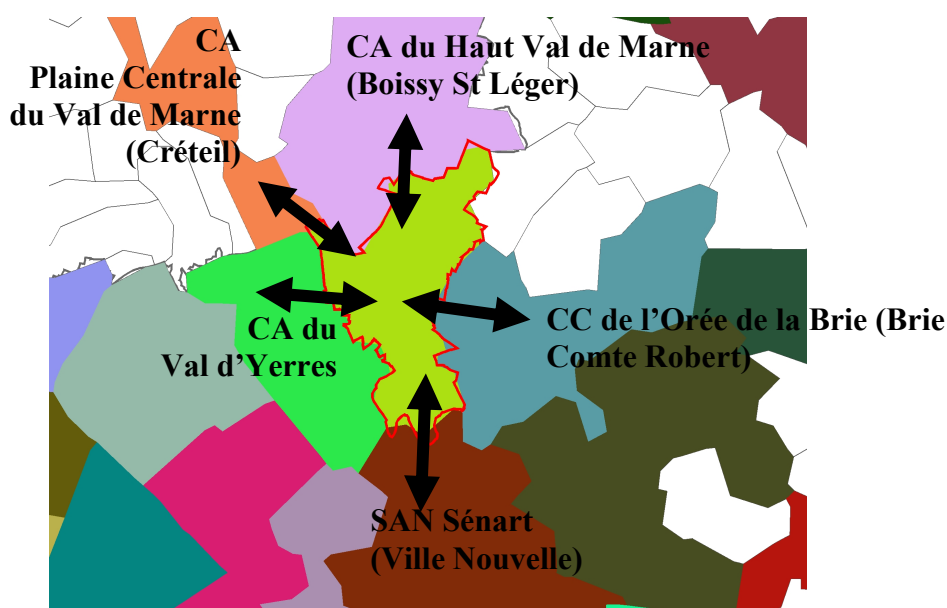 CA
Plaine Centrale
du Val de Marne
(Créteil)
CA du Haut Val de Marne
(Boissy St Léger)
CA du
Val d’Yerres
CC de l’Orée de la Brie (Brie
Comte Robert)
SAN Sénart
(Ville Nouvelle)